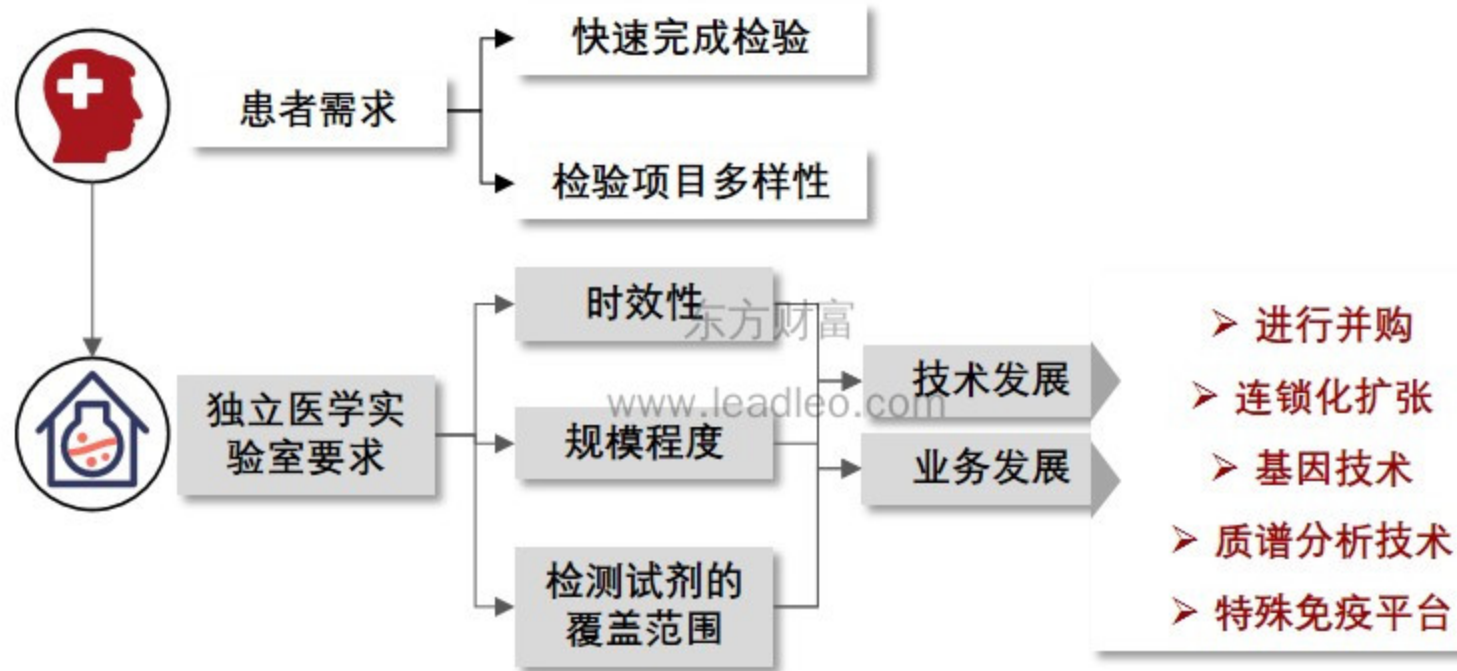 快速完成检验
患者需求
检验项目多样性
时效性
东方财富
www.leadleo.com
独立医学实
验室要求
规模程度
检测试剂的
覆盖范围
技术发展
业务发展
➢ 进行并购
➢ 连锁化扩张
➢ 基因技术
➢ 质谱分析技术
➢ 特殊免疫平台